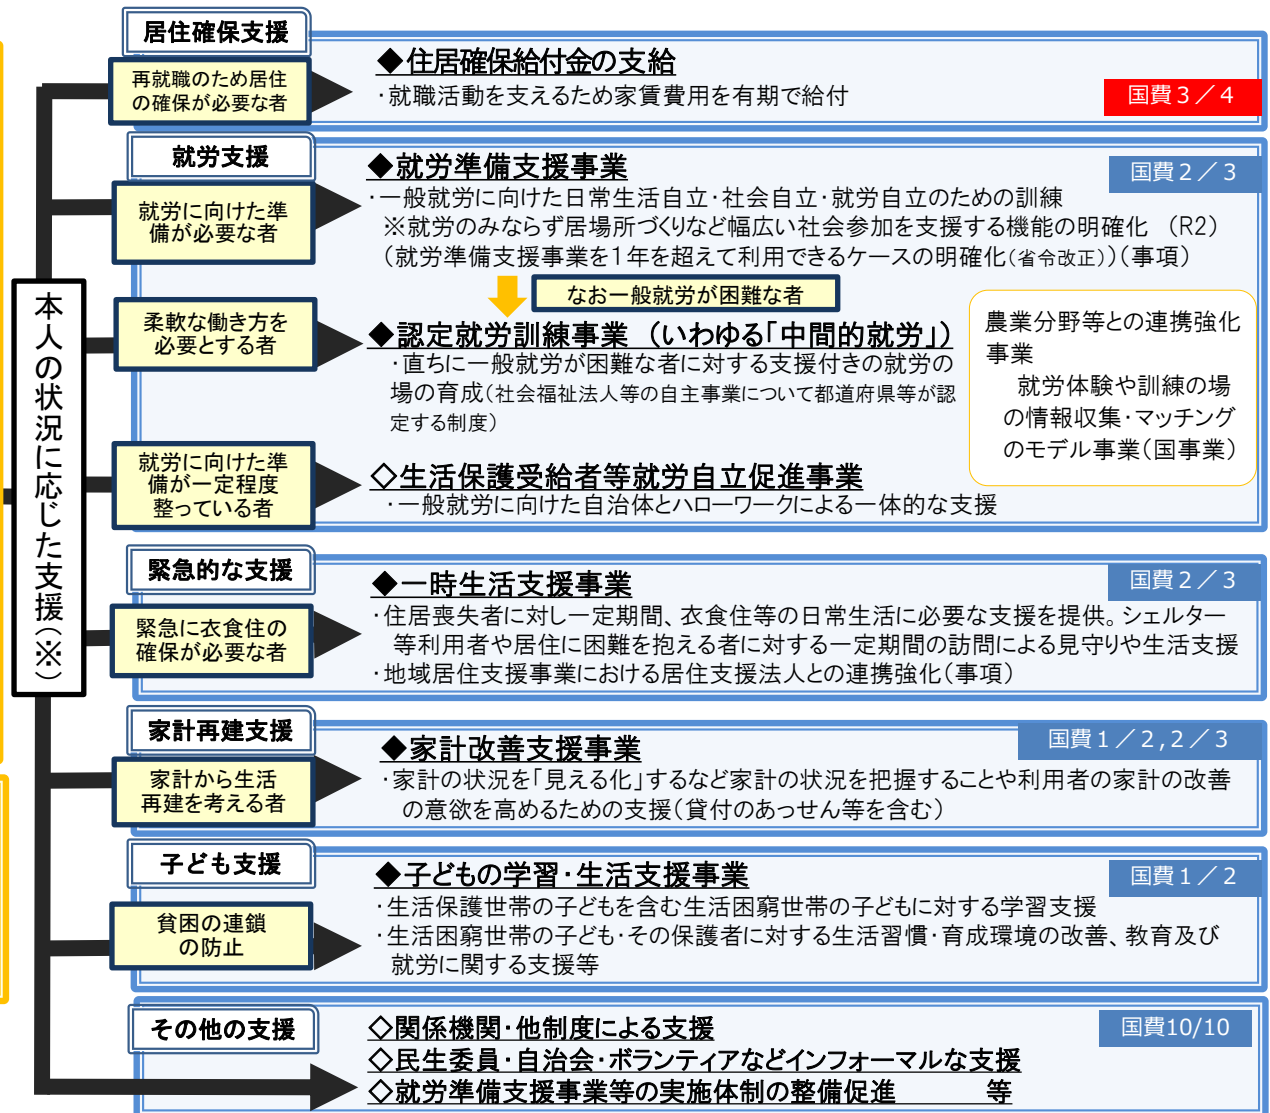 本人の状況に応じた支援(※)
居住確保支援
再就職のため居住
の確保が必要な者
◆住居確保給付金の支給
・就職活動を支えるため家賃費用を有期で給付
国費3/4
就労支援
就労に向けた準
備が必要な者
◆就労準備支援事業
国費2/3
・一般就労に向けた日常生活自立・社会自立・就労自立のための訓練
※就労のみならず居場所づくりなど幅広い社会参加を支援する機能の明確化 (R2)
(就労準備支援事業を1年を超えて利用できるケースの明確化(省令改正))(事項)
なお一般就労が困難な者
柔軟な働き方を
必要とする者
◆認定就労訓練事業 (いわゆる「中間的就労」)
・直ちに一般就労が困難な者に対する支援付きの就労の
場の育成(社会福祉法人等の自主事業について都道府県等が認
定する制度)
農業分野等との連携強化
事業
就労体験や訓練の場
の情報収集・マッチング
のモデル事業(国事業)
就労に向けた準
備が一定程度
整っている者
◇生活保護受給者等就労自立促進事業
・一般就労に向けた自治体とハローワークによる一体的な支援
緊急的な支援
緊急に衣食住の
確保が必要な者
◆一時生活支援事業
国費2/3
・住居喪失者に対し一定期間、衣食住等の日常生活に必要な支援を提供。シェルター
等利用者や居住に困難を抱える者に対する一定期間の訪問による見守りや生活支援
・地域居住支援事業における居住支援法人との連携強化(事項)
家計再建支援
家計から生活
再建を考える者
◆家計改善支援事業
国費1/2,2/3
・家計の状況を「見える化」するなど家計の状況を把握することや利用者の家計の改善
の意欲を高めるための支援(貸付のあっせん等を含む)
子ども支援
貧困の連鎖
の防止
◆子どもの学習・生活支援事業
国費1/2
・生活保護世帯の子どもを含む生活困窮世帯の子どもに対する学習支援
・生活困窮世帯の子ども・その保護者に対する生活習慣・育成環境の改善、教育及び
就労に関する支援等
その他の支援
◇関係機関・他制度による支援
国費10/10
◇民生委員・自治会・ボランティアなどインフォーマルな支援
◇就労準備支援事業等の実施体制の整備促進 等